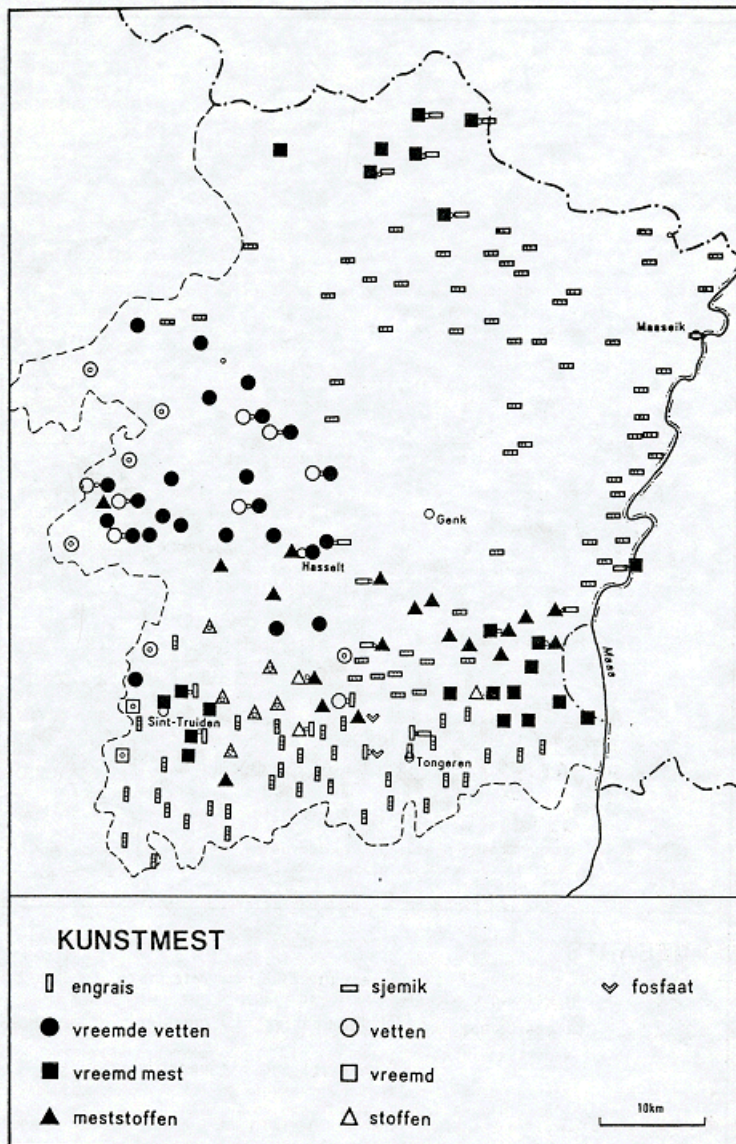 Maaseik
Genk
Hasselt
Maas
Sint-Truiden
Tongeren
KUNSTMEST
engrais
sjemik
fosfaat
vreemde vetten
vetten
vreemd mest
vreemd
meststoffen
stoffen
10km